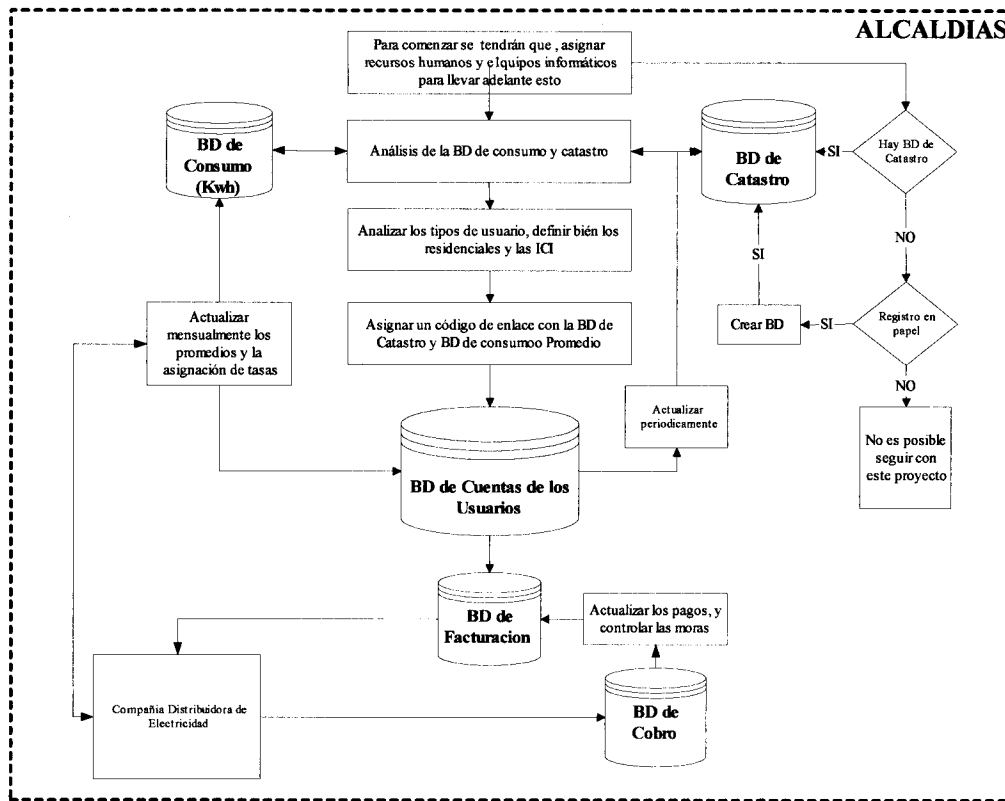 ALCALDIAS
Para comenzar se tendrán que , asignar
recursos humanos y elquipos informáticos
para llevar adelante esto
BD de
Consumo
(Kwh)
Análisis de la BD de consumo y catastro
BD de
Catastro
SI
Hay BD de
Catastro
Analizar los tipos de usuario, definir bién los
residenciales y las ICI
SI
NO
Actualizar
mensualmente los
promedios y la
asignación de tasas
Asignar un código de enlace con la BD de
Catastro y BD de consumoo Promedio
Crear BD
SI
Registro en
papel
NO
Actualizar
periodicamente
No es posible
seguir con
este proyecto
BD de Cuentas de los
Usuarios
BD de
Facturacion
Actualizar los pagos, y
controlar las moras
Compañia Distribuidora de
Electricidad
BD de
Cobro